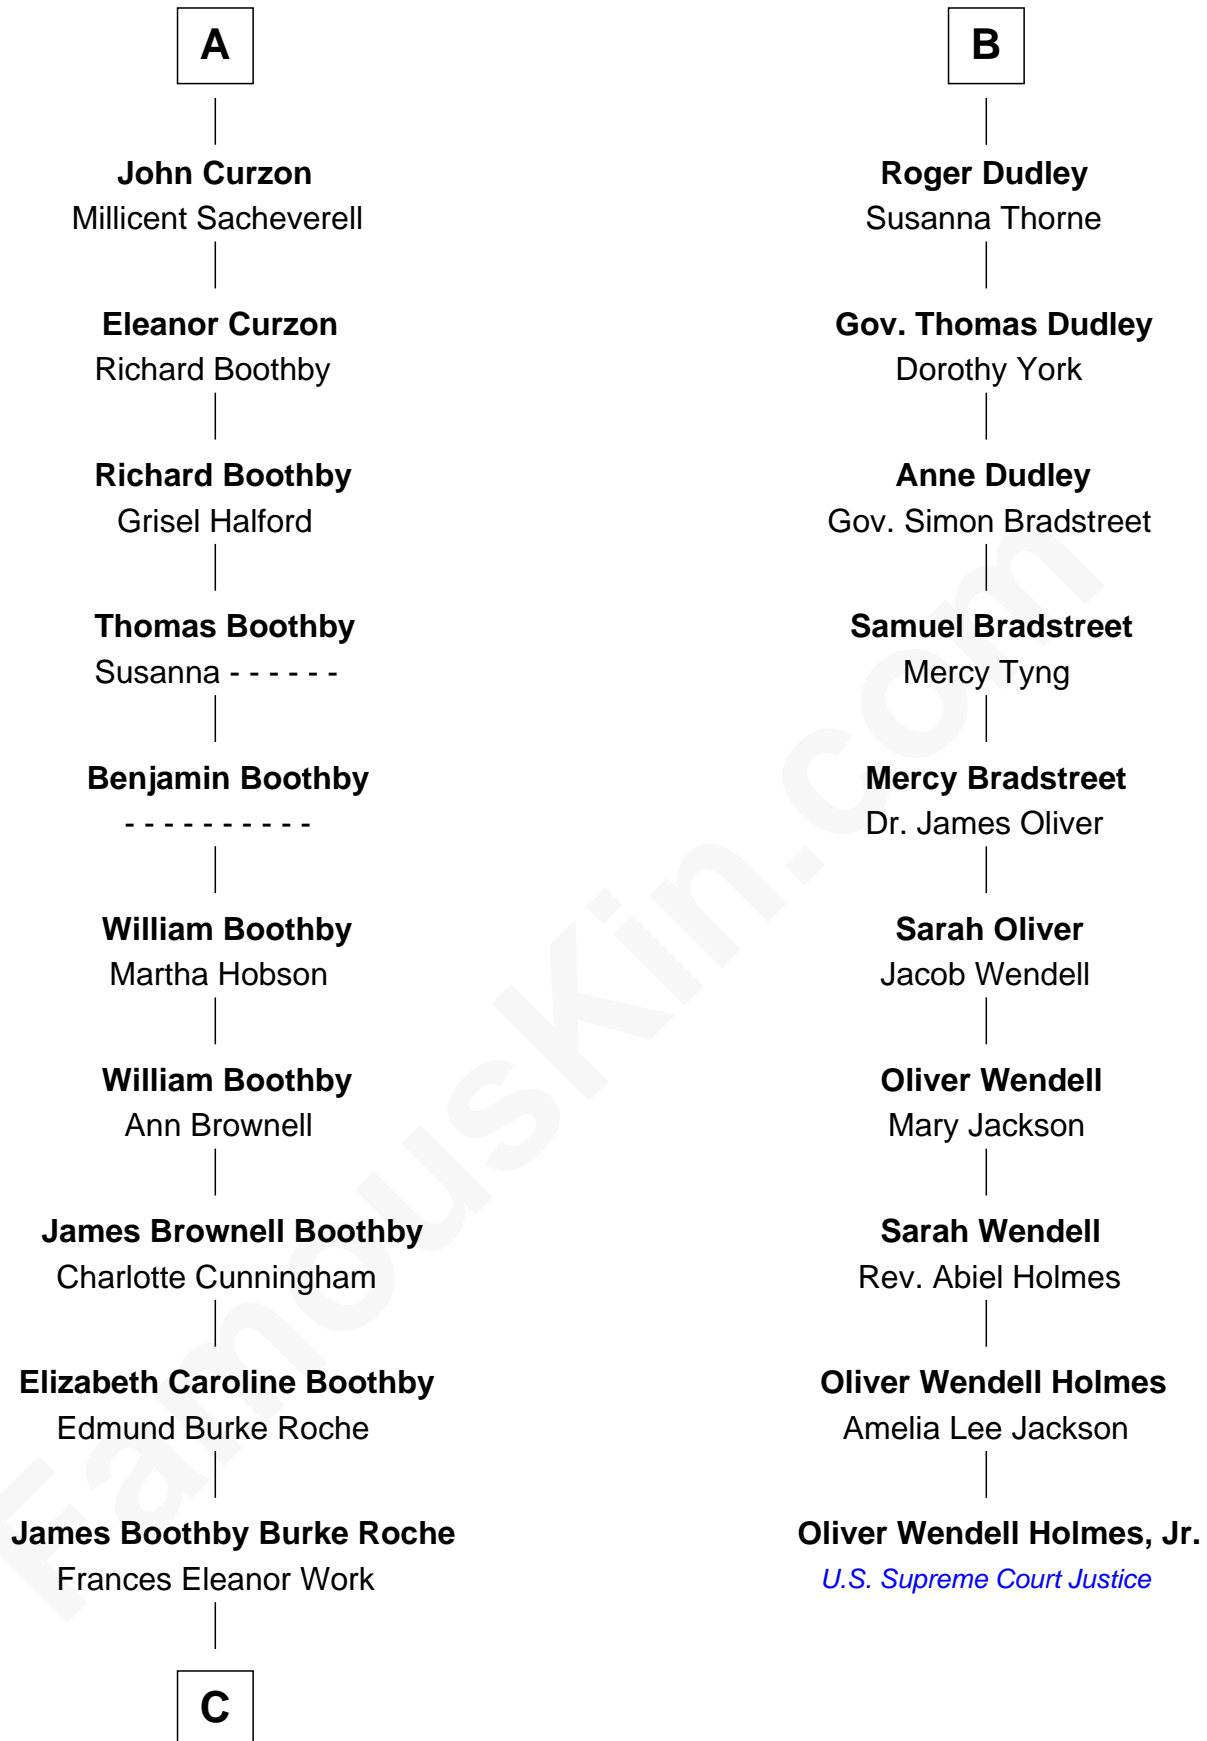 A
John Curzon
Millicent Sacheverell
Eleanor Curzon
Richard Boothby
Richard Boothby
Grisel Halford
Thomas Boothby
Susanna - - - - - -
Benjamin Boothby
- - - - - - - - - -
William Boothby
Martha Hobson
William Boothby
Ann Brownell
James Brownell Boothby
Charlotte Cunningham
Elizabeth Caroline Boothby
Edmund Burke Roche
James Boothby Burke Roche
Frances Eleanor Work
C
B
Roger Dudley
Susanna Thorne
Gov. Thomas Dudley
Dorothy York
Anne Dudley
Gov. Simon Bradstreet
Samuel Bradstreet
Mercy Tyng
Mercy Bradstreet
Dr. James Oliver
Sarah Oliver
Jacob Wendell
Oliver Wendell
Mary Jackson
Sarah Wendell
Rev. Abiel Holmes
Oliver Wendell Holmes
Amelia Lee Jackson
Oliver Wendell Holmes, Jr.
U.S. Supreme Court Justice
FamousKin.com